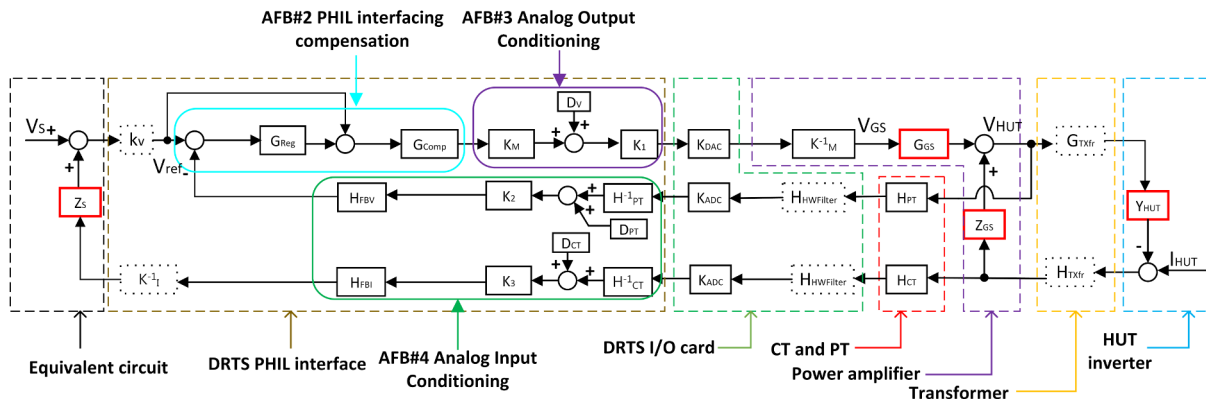 AFB#2 PHIL interfacing
compensation
AFB#3 Analog Output
Conditioning
DV
VS+
+
kV
Vref
-
GReg
GComp
KM
+
+
K1
KDAC
K-1M
VGS
GGS
VHUT
+
GTXfr
ZS
HFBV
K2
+
+
H-1PT
DPT
KADC
HHWFilter
HPT
ZGS
YHUT
-
IHUT
K-1I
HFBI
K3
DCT
+
+
H-1CT
KADC
HHWFilter
HCT
HTXfr
Equivalent circuit
DRTS PHIL interface
AFB#4 Analog Input
Conditioning
DRTS I/O card
CT and PT
Power amplifier
Transformer
HUT
inverter